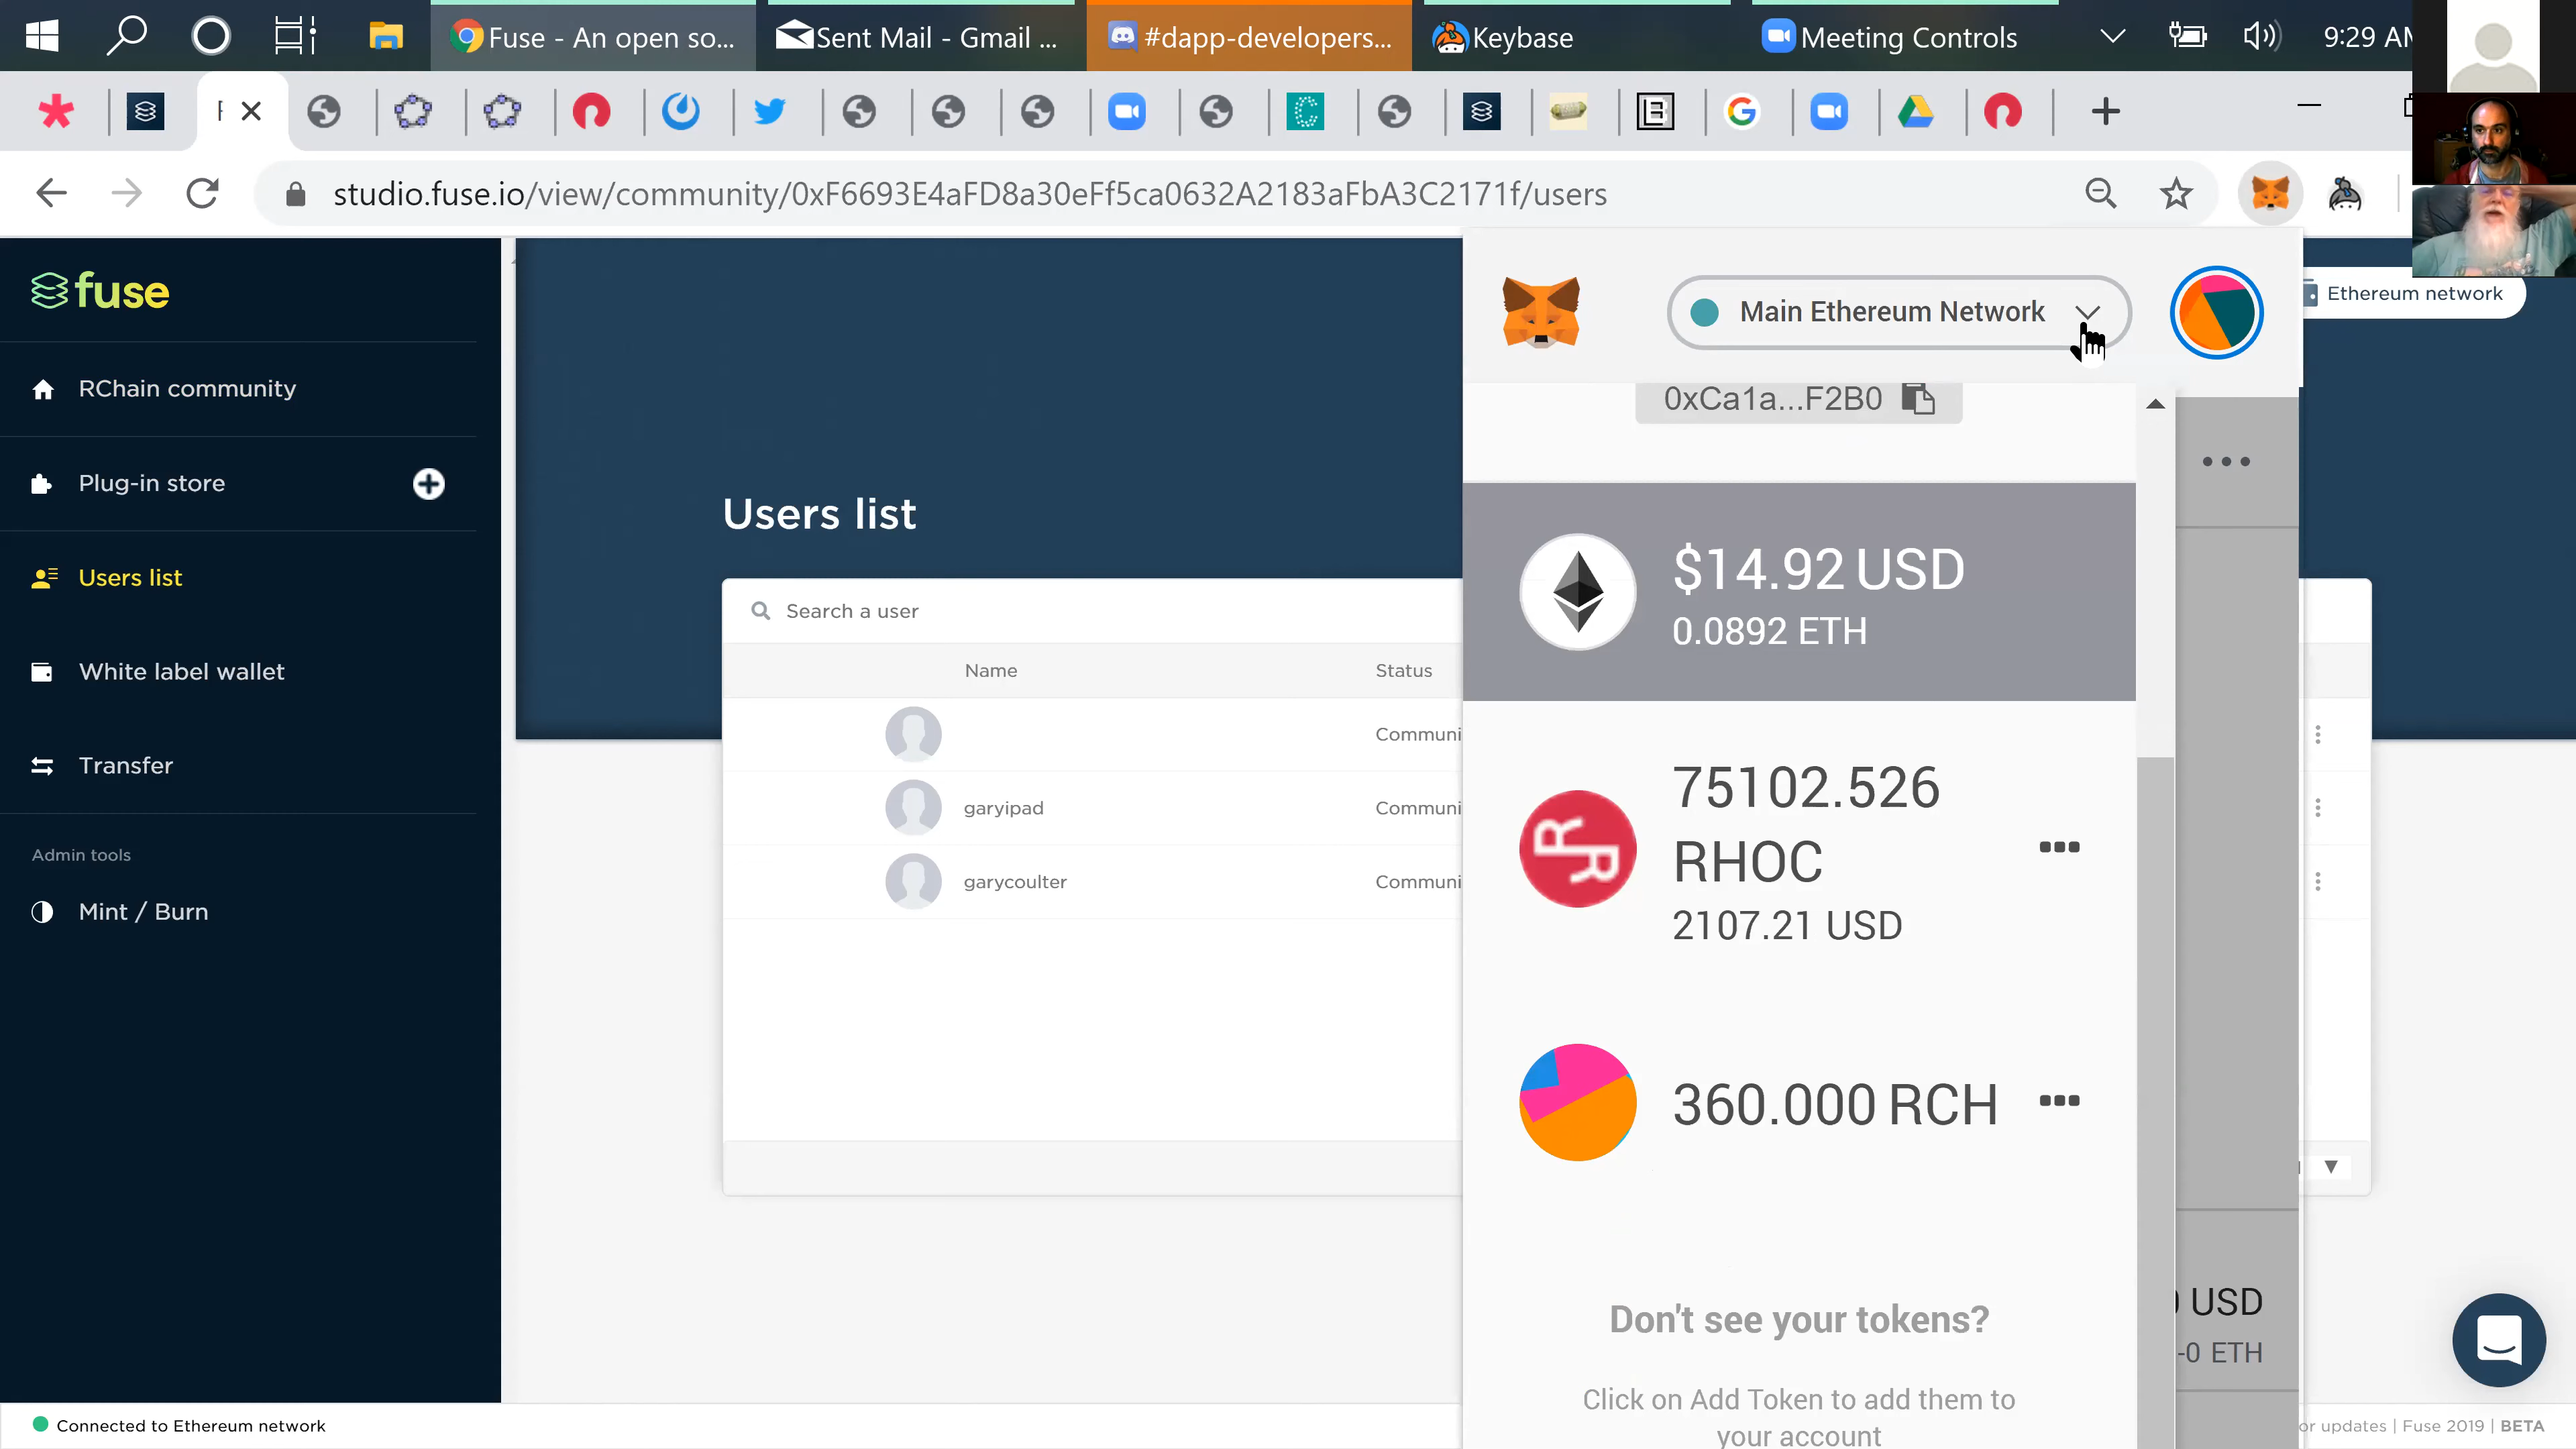 Fuse - An open so...
Sent Mail - Gmail ...
#dapp-developers...
Keybase
Meeting Controls
9:29 AM
studio.fuse.io/view/community/0xF6693E4aFD8a30eFf5ca0632A2183aFbA3C2171f/users
fuse
RChain community
Plug-in store
Users list
White label wallet
Transfer
Admin tools
Mint / Burn
Connected to Ethereum network
Users list
Search a user
Name
Status
Communi
garyipad
Communi
garycoulter
Communi
Main Ethereum Network
Ethereum network
0xCa1a...F2B0
$14.92 USD
0.0892 ETH
75102.526
RHOC
2107.21 USD
360.000 RCH
Don't see your tokens?
Click on Add Token to add them to
your account
USD
-0 ETH
or updates | Fuse 2019 | BETA